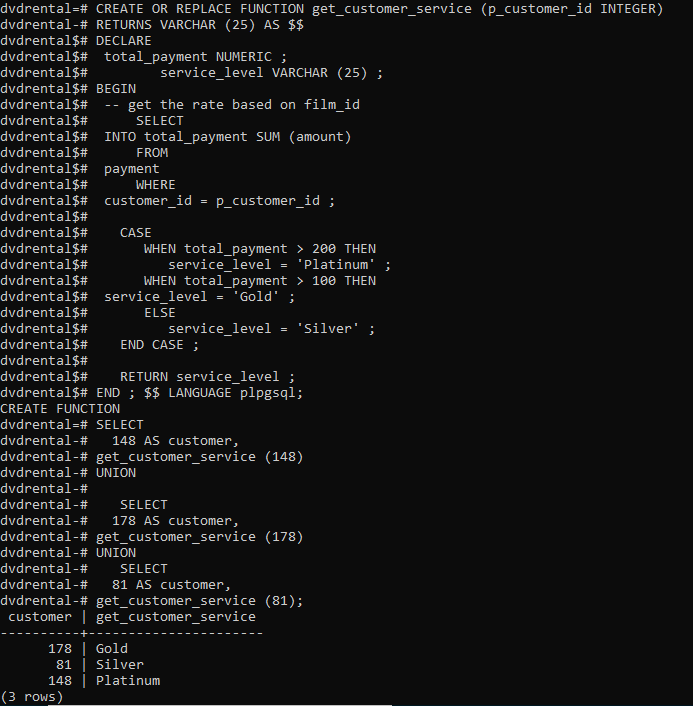 dvdrental=# CREATE OR REPLACE FUNCTION get_customer_service (p_customer_id INTEGER)
dvdrental-# RETURNS VARCHAR (25) AS $$
dvdrental$# DECLARE
dvdrental$#  total_payment NUMERIC ;
dvdrental$#         service_level VARCHAR (25) ;
dvdrental$# BEGIN
dvdrental$#  -- get the rate based on film_id
dvdrental$#      SELECT
dvdrental$#  INTO total_payment SUM (amount)
dvdrental$#      FROM
dvdrental$#  payment
dvdrental$#      WHERE
dvdrental$#  customer_id = p_customer_id ;
dvdrental$#
dvdrental$#    CASE
dvdrental$#       WHEN total_payment > 200 THEN
dvdrental$#          service_level = 'Platinum' ;
dvdrental$#       WHEN total_payment > 100 THEN
dvdrental$#  service_level = 'Gold' ;
dvdrental$#       ELSE
dvdrental$#          service_level = 'Silver' ;
dvdrental$#    END CASE ;
dvdrental$#
dvdrental$#    RETURN service_level ;
dvdrental$# END ; $$ LANGUAGE plpgsql;
CREATE FUNCTION
dvdrental=# SELECT
dvdrental-#   148 AS customer,
dvdrental-# get_customer_service (148)
dvdrental-# UNION
dvdrental-#
dvdrental-#    SELECT
dvdrental-#   178 AS customer,
dvdrental-# get_customer_service (178)
dvdrental-# UNION
dvdrental-#    SELECT
dvdrental-#   81 AS customer,
dvdrental-# get_customer_service (81);
 customer | get_customer_service
----------+----------------------
      178 | Gold
       81 | Silver
      148 | Platinum
(3 rows)